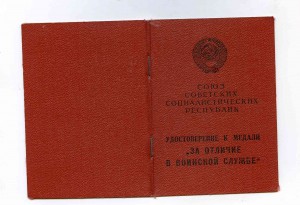 СОЮЗ
СОВЕТСКИХ
СОЦИАЛИСТИЧЕСКИХ
РЕСПУБЛИК
УДОСТОВЕРЕНИЕ К МЕДАЛИ
„ЗА ОТЛИЧИЕ
В ВОИНСКОЙ СЛУЖБЕ"